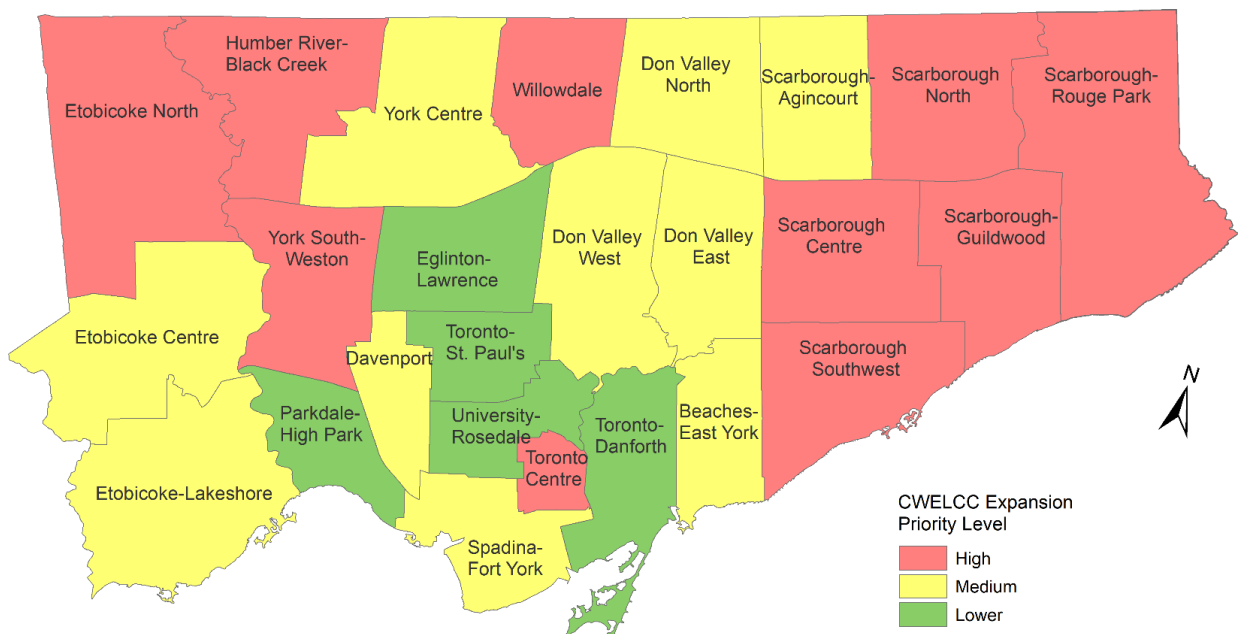 Humber River-
Black Creek
Etobicoke North
York Centre
Willowdale
Don Valley
North
Scarborough-
Agincourt
Scarborough
North
Scarborough-
Rouge Park
York South-
Weston
Eglinton-
Lawrence
Don Valley
West
Don Valley
East
Scarborough
Centre
Scarborough-
Guildwood
Etobicoke Centre
Davenport
Toronto-
St. Paul's
Scarborough
Southwest
Parkdale-
High Park
University-
Rosedale
Toronto
Centre
Toronto-
Danforth
Beaches-
East York
Etobicoke-Lakeshore
Spadina-
Fort York
N
CWELCC Expansion
Priority Level
High
Medium
Lower